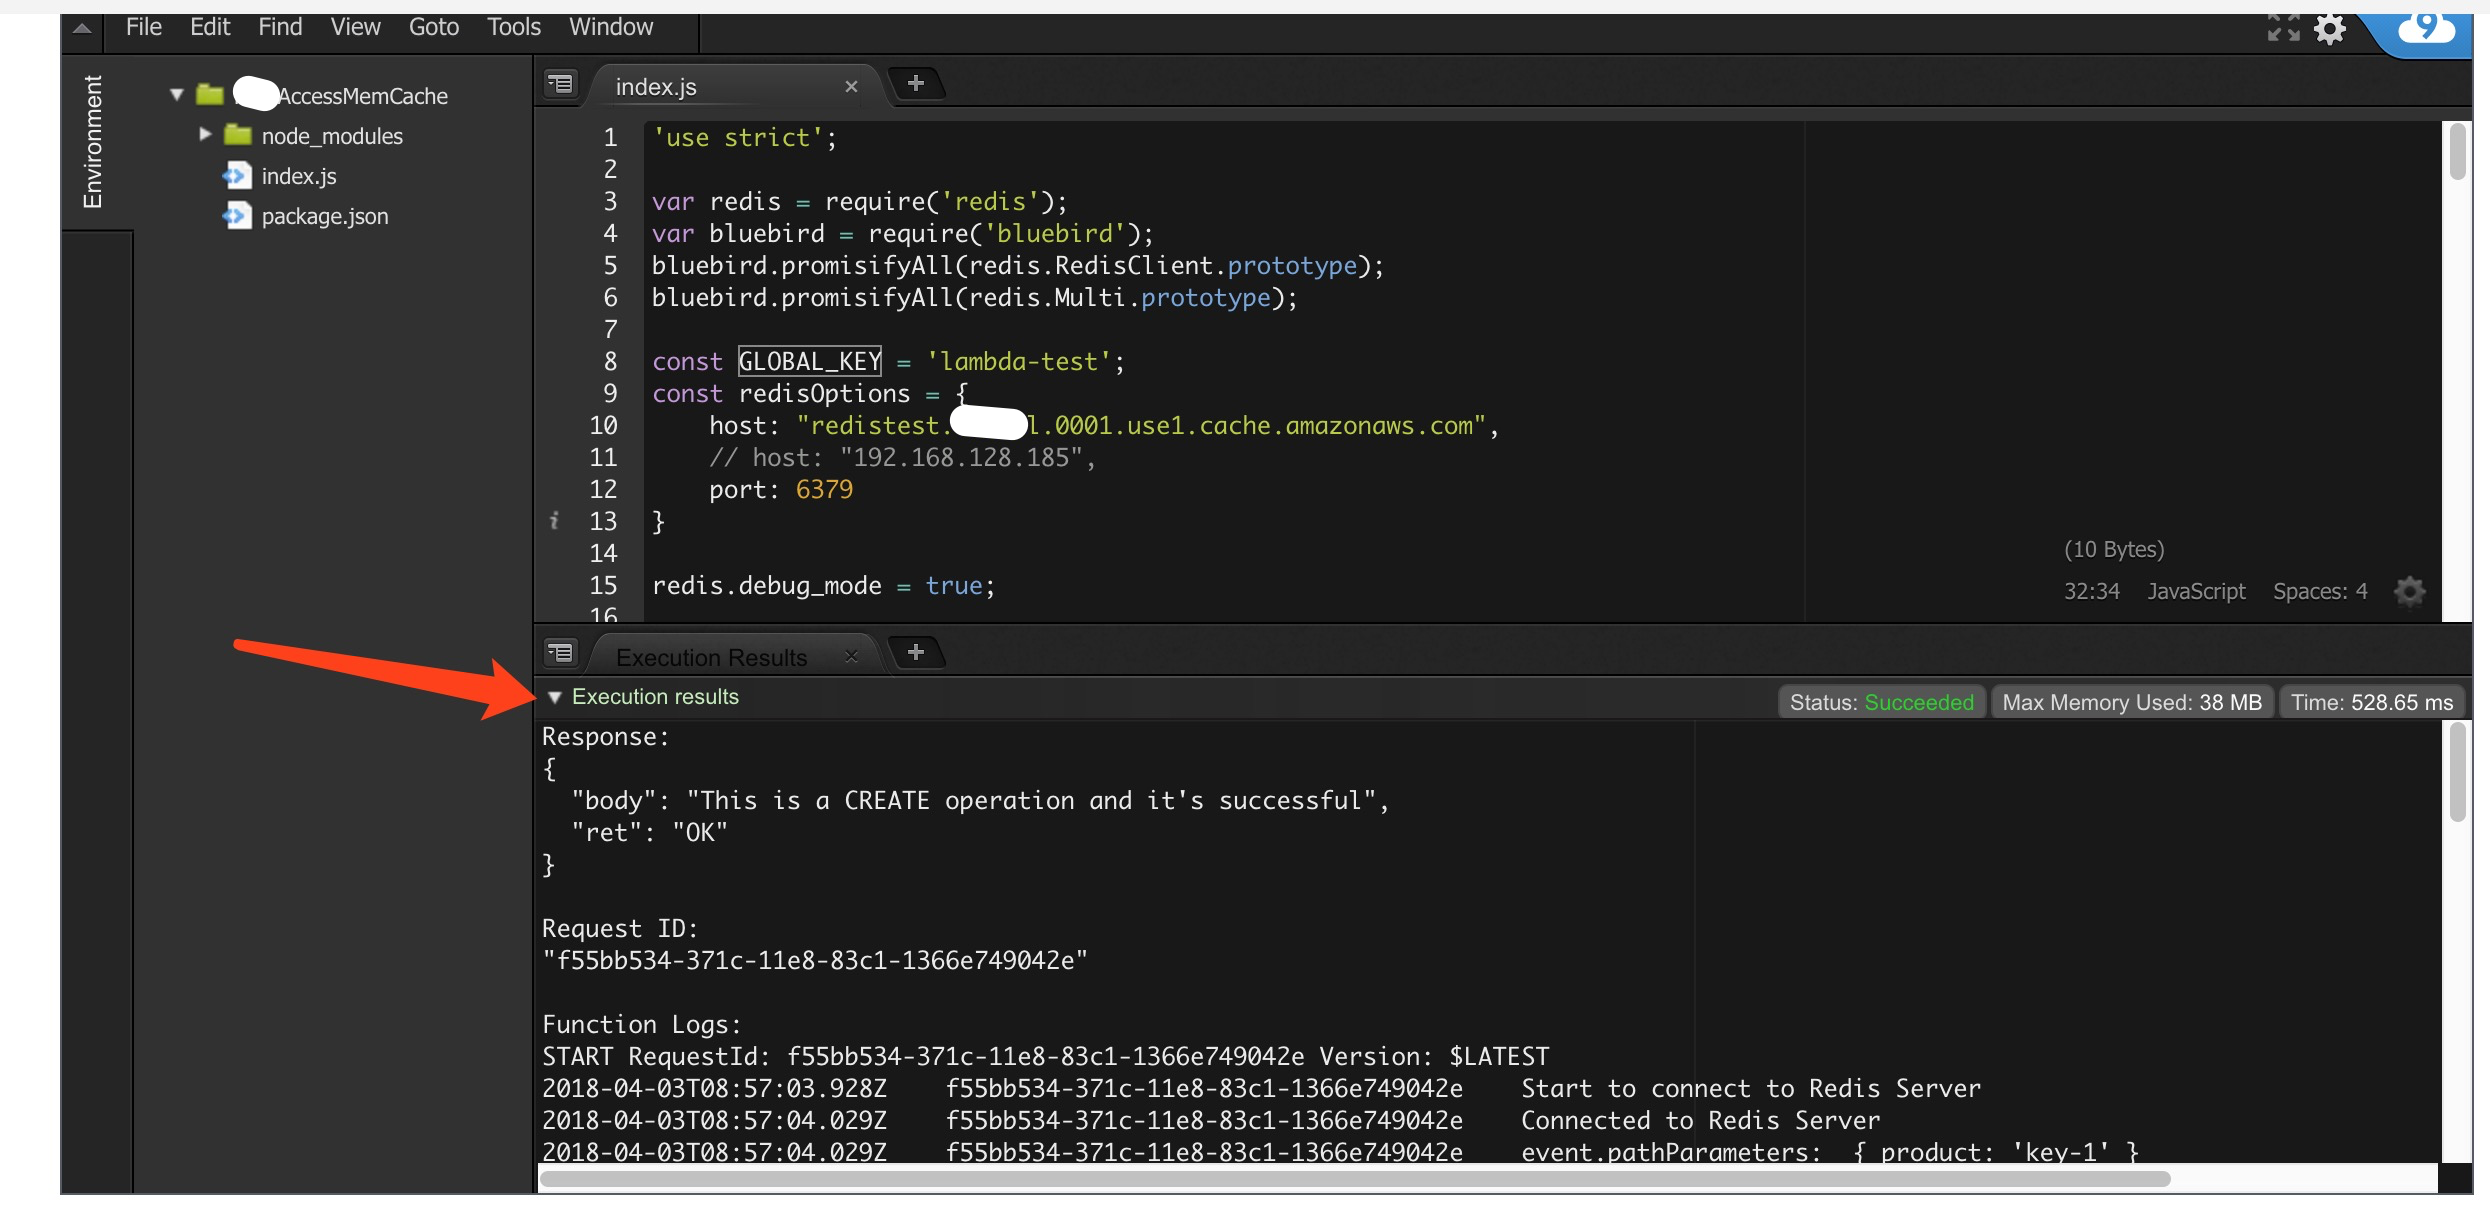 File Edit Find View Goto Tools Window
9
Environment
AccessMemCache
node_modules
index.js
package.json
index.js
1 'use strict';
2
3 var redis = require('redis');
4 var bluebird = require('bluebird');
5 bluebird.promisifyAll(redis.RedisClient.prototype);
6 bluebird.promisifyAll(redis.Multi.prototype);
7
8 const GLOBAL_KEY = 'lambda-test';
9 const redisOptions = {
10 host: "redistest. l.0001.use1.cache.amazonaws.com",
11 // host: "192.168.128.185",
12 port: 6379
i 13 }
14
15 redis.debug_mode = true;
16
(10 Bytes)
32:34 JavaScript Spaces: 4
Execution Results
Execution results
Status: Succeeded Max Memory Used: 38 MB Time: 528.65 ms
Response:
{
"body": "This is a CREATE operation and it's successful",
"ret": "OK"
}
Request ID:
"f55bb534-371c-11e8-83c1-1366e749042e"
Function Logs:
START RequestId: f55bb534-371c-11e8-83c1-1366e749042e Version: $LATEST
2018-04-03T08:57:03.928Z f55bb534-371c-11e8-83c1-1366e749042e Start to connect to Redis Server
2018-04-03T08:57:04.029Z f55bb534-371c-11e8-83c1-1366e749042e Connected to Redis Server
2018-04-03T08:57:04.029Z f55bb534-371c-11e8-83c1-1366e749042e event.pathParameters: { product: 'key-1' }